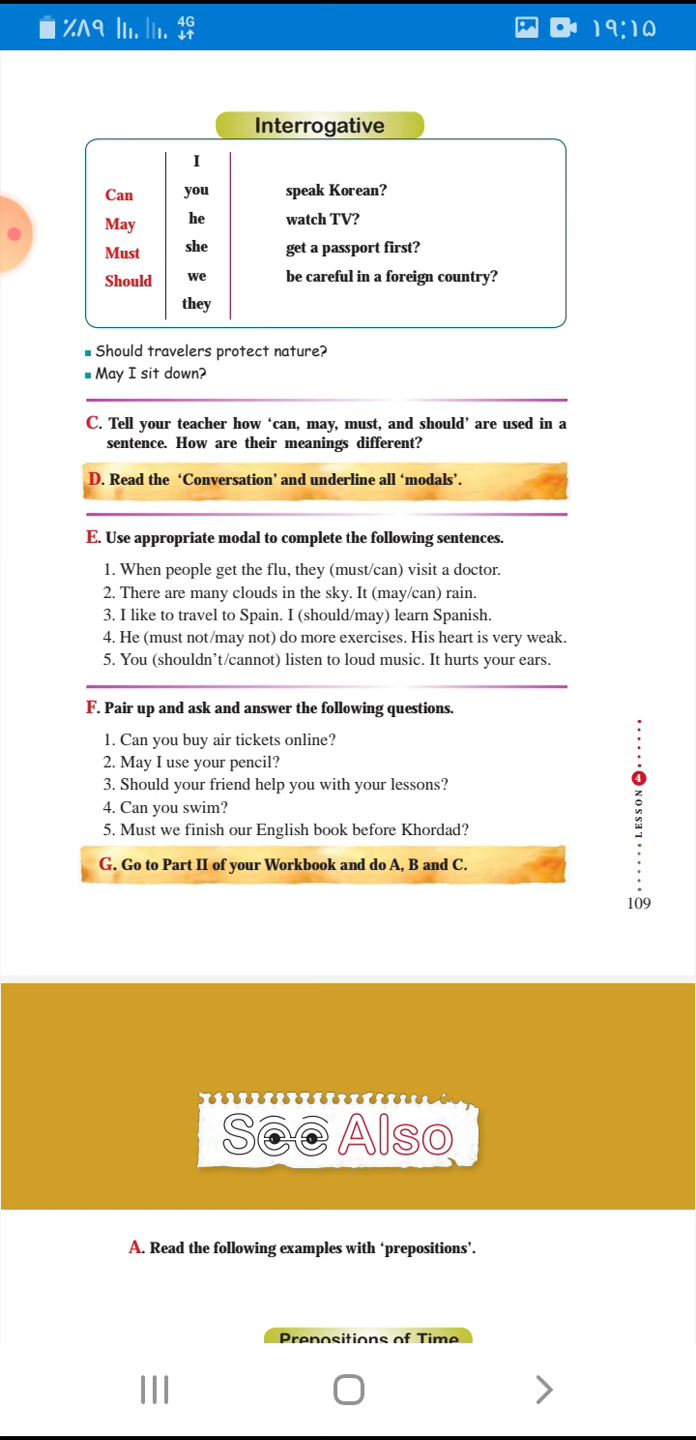 ٪۸۹ 4G ۱۹:۱۵
Interrogative
I
Can you speak Korean?
May he watch TV?
Must she get a passport first?
Should we be careful in a foreign country?
they
Should travelers protect nature?
May I sit down?
C. Tell your teacher how ‘can, may, must, and should’ are used in a
sentence. How are their meanings different?
D. Read the ‘Conversation’ and underline all ‘modals’.
E. Use appropriate modal to complete the following sentences.
1. When people get the flu, they (must/can) visit a doctor.
2. There are many clouds in the sky. It (may/can) rain.
3. I like to travel to Spain. I (should/may) learn Spanish.
4. He (must not/may not) do more exercises. His heart is very weak.
5. You (shouldn’t/cannot) listen to loud music. It hurts your ears.
F. Pair up and ask and answer the following questions.
1. Can you buy air tickets online?
2. May I use your pencil?
3. Should your friend help you with your lessons?
4. Can you swim?
5. Must we finish our English book before Khordad?
G. Go to Part II of your Workbook and do A, B and C.
LESSON 4
109
See Also
A. Read the following examples with ‘prepositions’.
Prepositions of Time